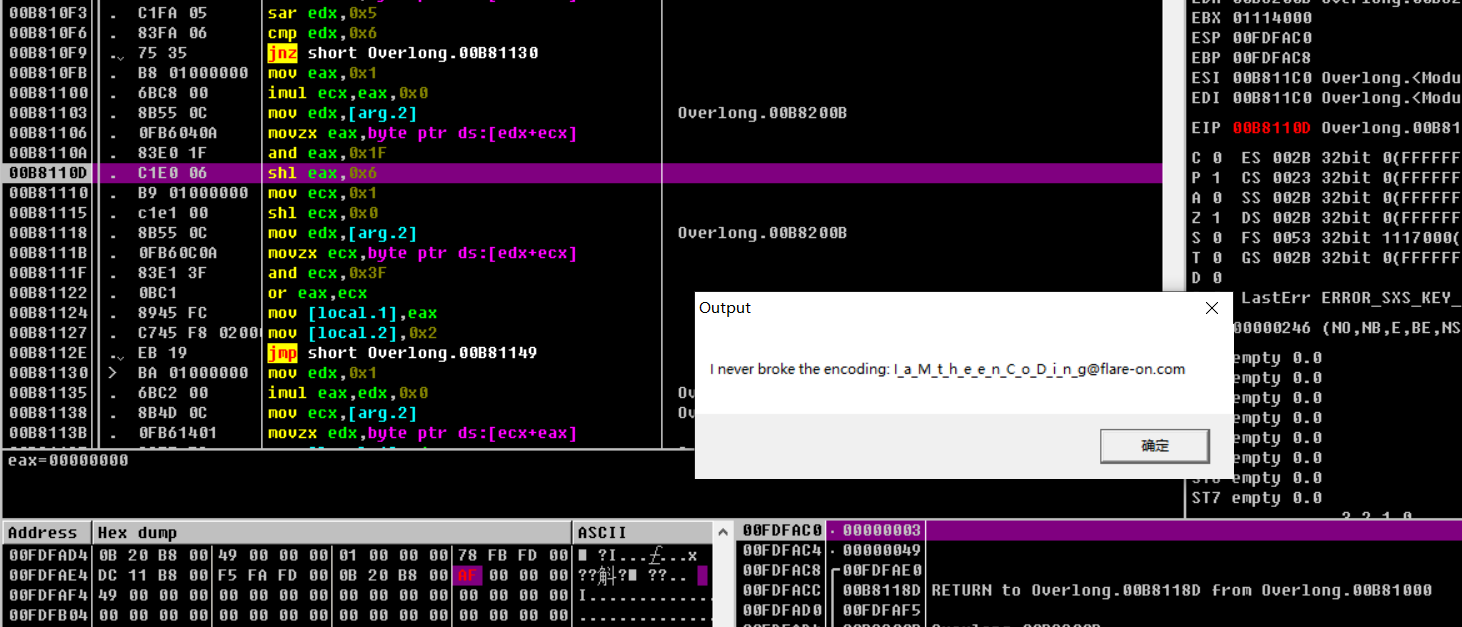 00B810F3 . C1FA 05 sar edx,0x5
00B810F6 . 83FA 06 cmp edx,0x6
00B810F9 .⌄ 75 35 jnz short Overlong.00B81130
00B810FB . B8 01000000 mov eax,0x1
00B81100 . 6BC8 00 imul ecx,eax,0x0
00B81103 . 8B55 0C mov edx,[arg.2] Overlong.00B8200B
00B81106 . 0FB6040A movzx eax,byte ptr ds:[edx+ecx]
00B8110A . 83E0 1F and eax,0x1F
00B8110D . C1E0 06 shl eax,0x6
00B81110 . B9 01000000 mov ecx,0x1
00B81115 . c1e1 00 shl ecx,0x0
00B81118 . 8B55 0C mov edx,[arg.2] Overlong.00B8200B
00B8111B . 0FB60C0A movzx ecx,byte ptr ds:[edx+ecx]
00B8111F . 83E1 3F and ecx,0x3F
00B81122 . 0BC1 or eax,ecx
00B81124 . 8945 FC mov [local.1],eax
00B81127 . C745 F8 0200 mov [local.2],0x2
00B8112E .⌄ EB 19 jmp short Overlong.00B81149
00B81130 > BA 01000000 mov edx,0x1
00B81135 . 6BC2 00 imul eax,edx,0x0 Ov
00B81138 . 8B4D 0C mov ecx,[arg.2] Ov
00B8113B . 0FB61401 movzx edx,byte ptr ds:[ecx+eax]
eax=00000000
EBX 01114000
ESP 00FDFAC0
EBP 00FDFAC8
ESI 00B811C0 Overlong.<Modu
EDI 00B811C0 Overlong.<Modu
EIP 00B8110D Overlong.00B81
C 0 ES 002B 32bit 0(FFFFFF
P 1 CS 0023 32bit 0(FFFFFF
A 0 SS 002B 32bit 0(FFFFFF
Z 1 DS 002B 32bit 0(FFFFFF
S 0 FS 0053 32bit 1117000(
T 0 GS 002B 32bit 0(FFFFFF
D 0
LastErr ERROR_SXS_KEY_
00000246 (NO,NB,E,BE,NS
empty 0.0
empty 0.0
empty 0.0
empty 0.0
empty 0.0
empty 0.0
empty 0.0
ST7 empty 0.0
3 2 1 0
Output
I never broke the encoding: I_a_M_t_h_e_e_n_C_o_D_i_n_g@flare-on.com
确定
Address Hex dump ASCII
00FDFAD4 0B 20 B8 00 49 00 00 00 01 00 00 00 78 FB FD 00
00FDFAE4 DC 11 B8 00 F5 FA FD 00 0B 20 B8 00 AF 00 00 00
00FDFAF4 49 00 00 00 00 00 00 00 00 00 00 00 00 00 00 00 I...............
00FDFB04 00 00 00 00 00 00 00 00 00 00 00 00 00 00 00 00 ................
00FDFAC0 00000003
00FDFAC4 00000049
00FDFAC8 00FDFAE0
00FDFACC 00B8118D RETURN to Overlong.00B8118D from Overlong.00B81000
00FDFAD0 00FDFAF5